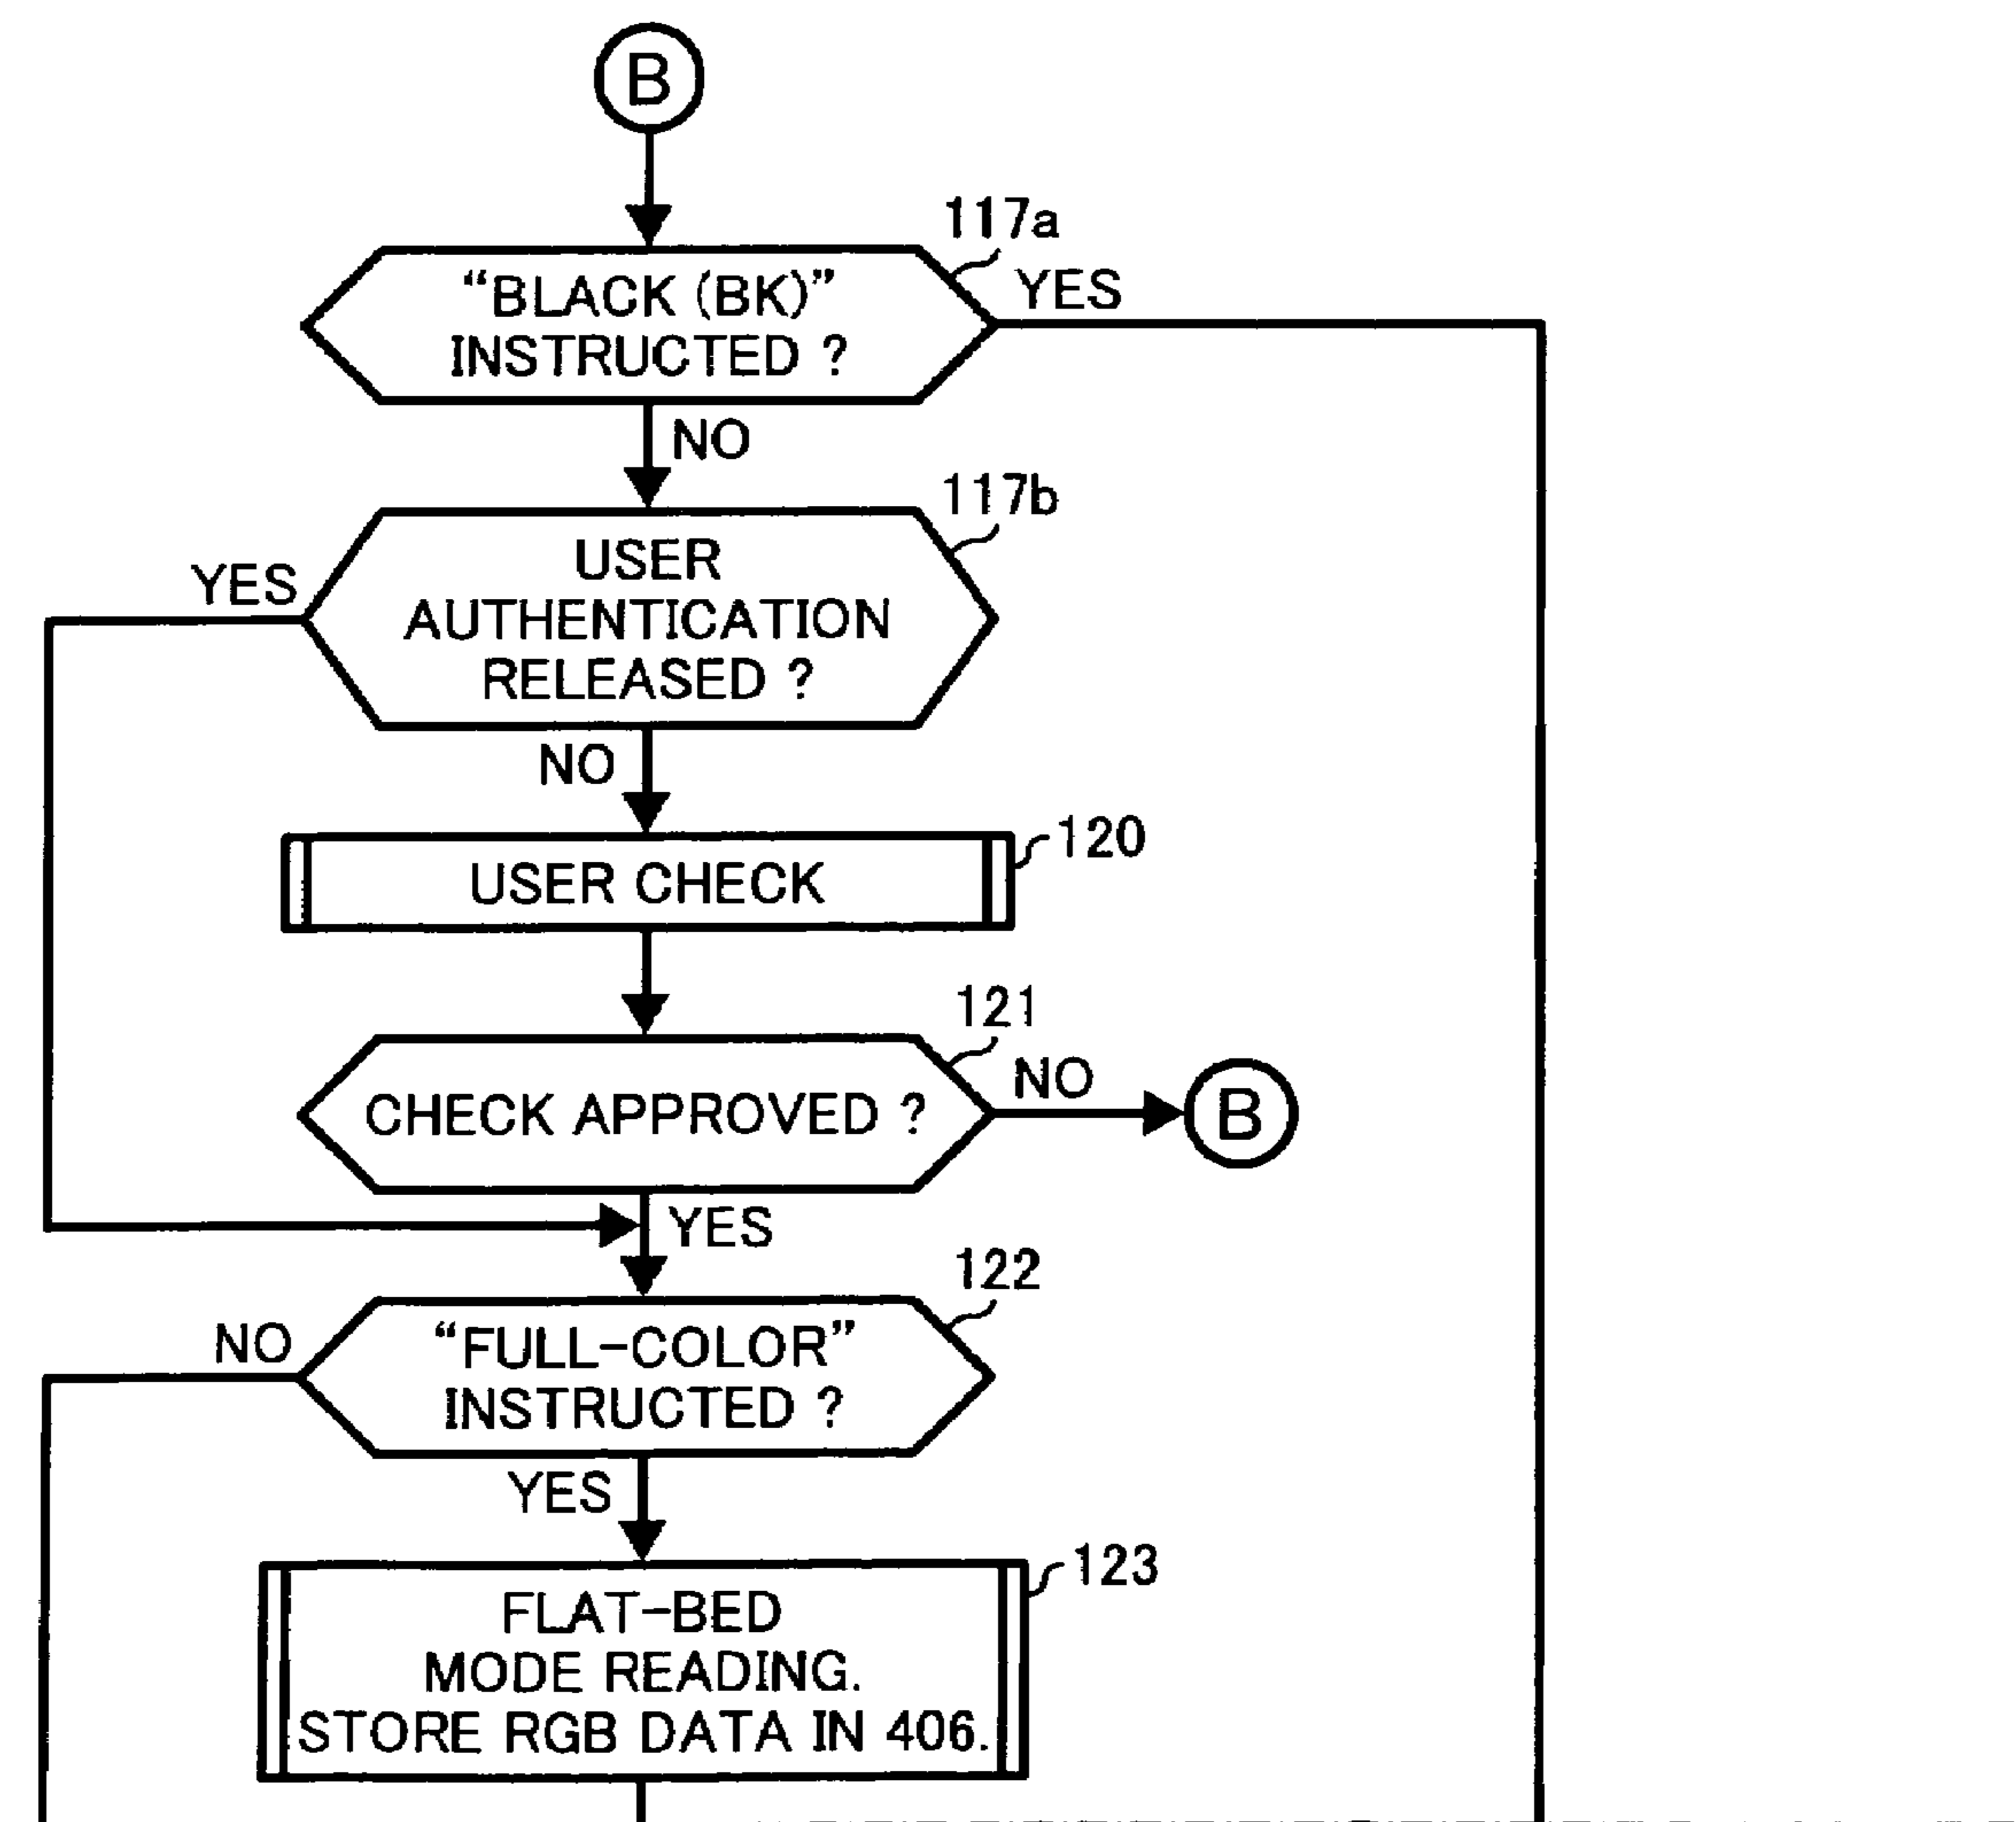 B
117a
“BLACK (BK)”
INSTRUCTED ?
YES
NO
117b
USER
AUTHENTICATION
RELEASED ?
YES
NO
120
USER CHECK
121
CHECK APPROVED ?
NO
B
YES
122
“FULL-COLOR”
INSTRUCTED ?
NO
YES
123
FLAT-BED
MODE READING.
STORE RGB DATA IN 406.